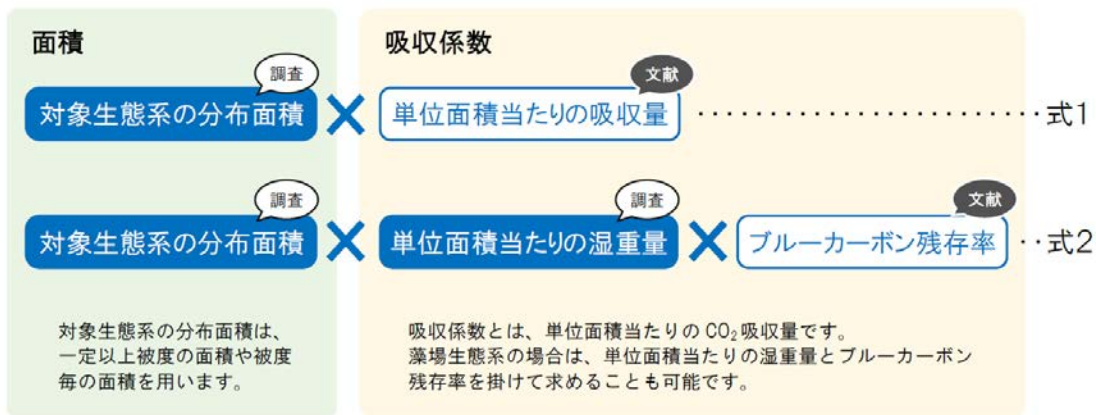 面積
吸収係数
調査
文献
対象生態系の分布面積 × 単位面積当たりの吸収量 ························式1
調査
調査
文献
対象生態系の分布面積 × 単位面積当たりの湿重量 × ブルーカーボン残存率 ··式2
対象生態系の分布面積は、
一定以上被度の面積や被度
毎の面積を用います。
吸収係数とは、単位面積当たりの CO₂ 吸収量です。
藻場生態系の場合は、単位面積当たりの湿重量とブルーカーボン
残存率を掛けて求めることも可能です。